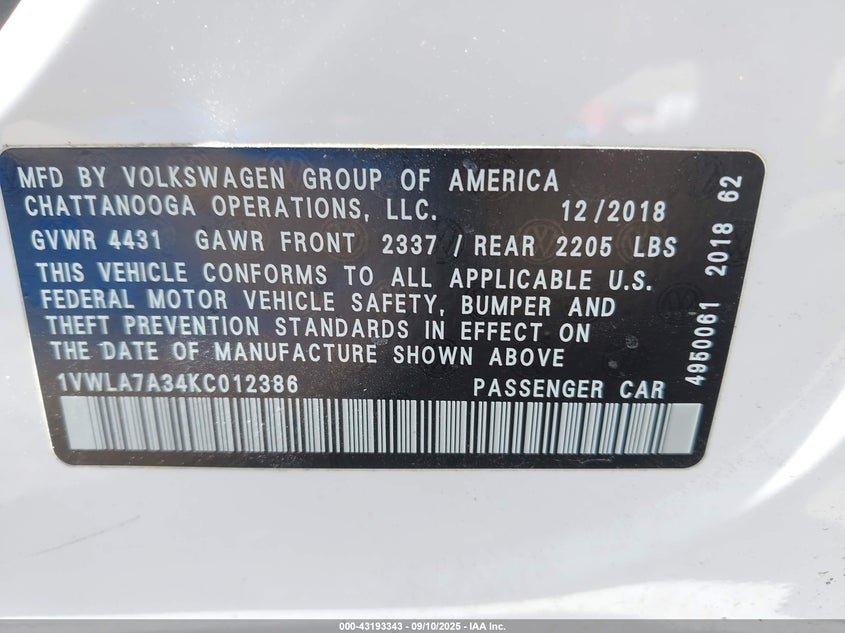 MFD BY VOLKSWAGEN GROUP OF AMERICA
CHATTANOOGA OPERATIONS, LLC. 12/2018
GVWR 4431 GAWR FRONT 2337 / REAR 2205 LBS
THIS VEHICLE CONFORMS TO ALL APPLICABLE U.S.
FEDERAL MOTOR VEHICLE SAFETY, BUMPER AND
THEFT PREVENTION STANDARDS IN EFFECT ON
THE DATE OF MANUFACTURE SHOWN ABOVE
1VWLA7A34KC012386 PASSENGER CAR
4950061 2018 62
000-43193343 - 09/10/2025 - IAA Inc.